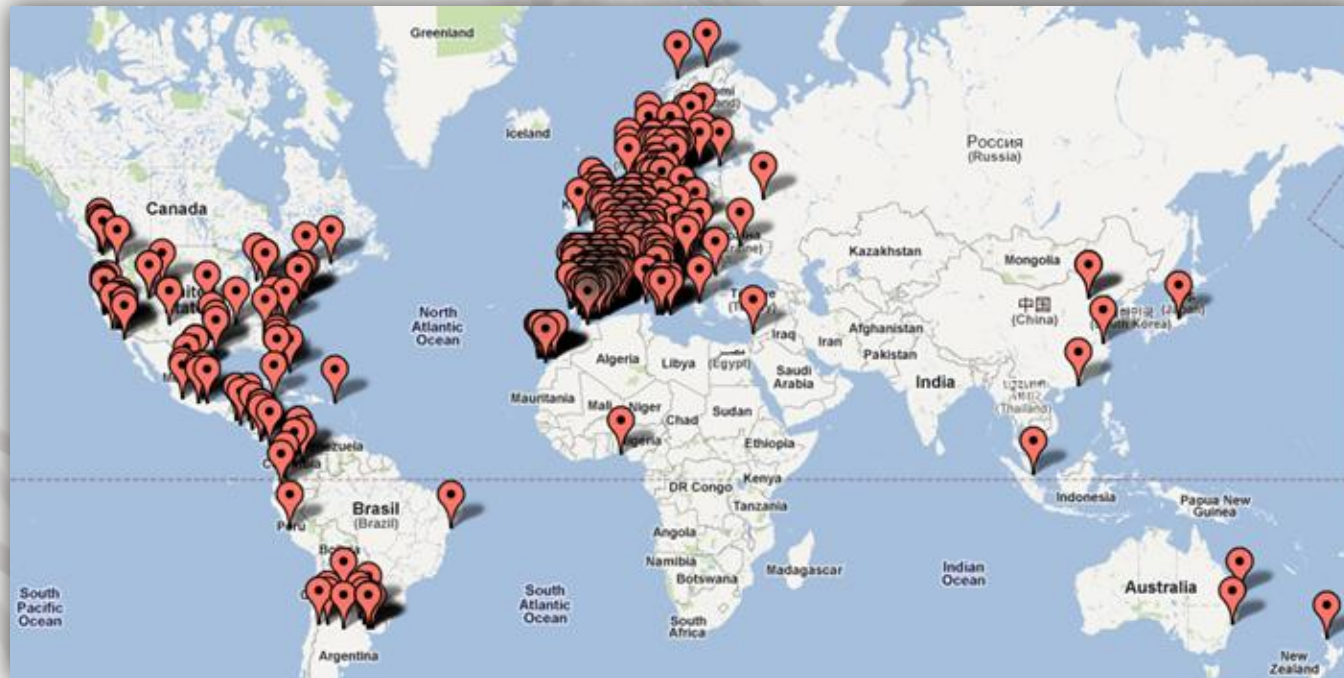 Greenland
Iceland
Россия
(Russia)
Canada
Kazakhstan
Mongolia
North
Atlantic
Ocean
中国
(China)
Iraq
Iran
Afghanistan
Pakistan
Algeria
Libya
(Egypt)
Saudi
Arabia
India
(Thailand)
Mauritania
Mali
Niger
Chad
Sudan
Ethiopia
DR Congo
Kenya
Tanzania
Indonesia
Papua New
Guinea
Brasil
(Brazil)
Angola
Namibia
Botswana
Madagascar
South
Africa
South
Pacific
Ocean
South
Atlantic
Ocean
Indian
Ocean
Australia
Argentina
New
Zealand